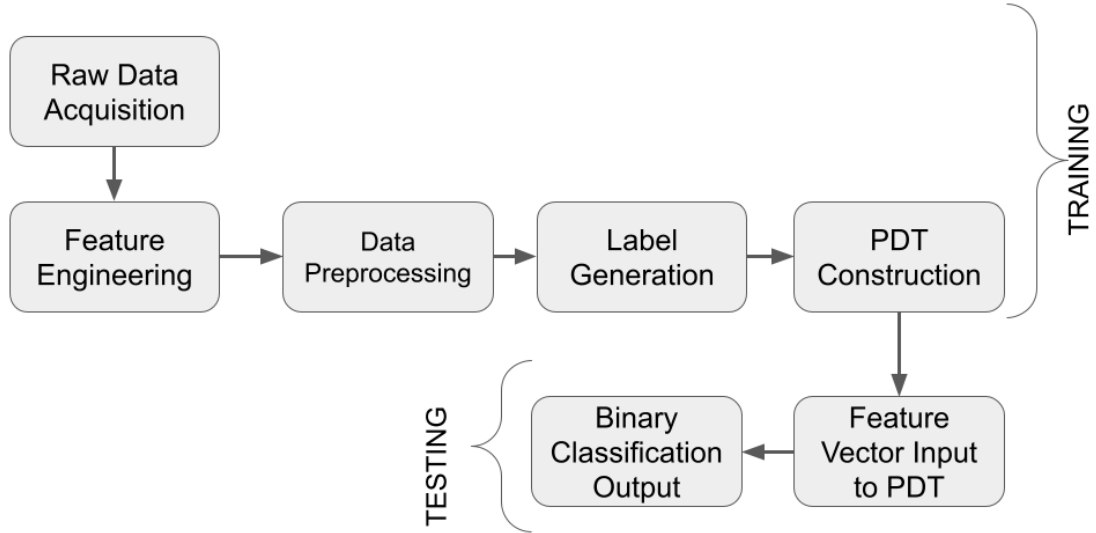 Raw Data
Acquisition
TRAINING
Feature
Engineering
Data
Preprocessing
Label
Generation
PDT
Construction
TESTING
Binary
Classification
Output
Feature
Vector Input
to PDT